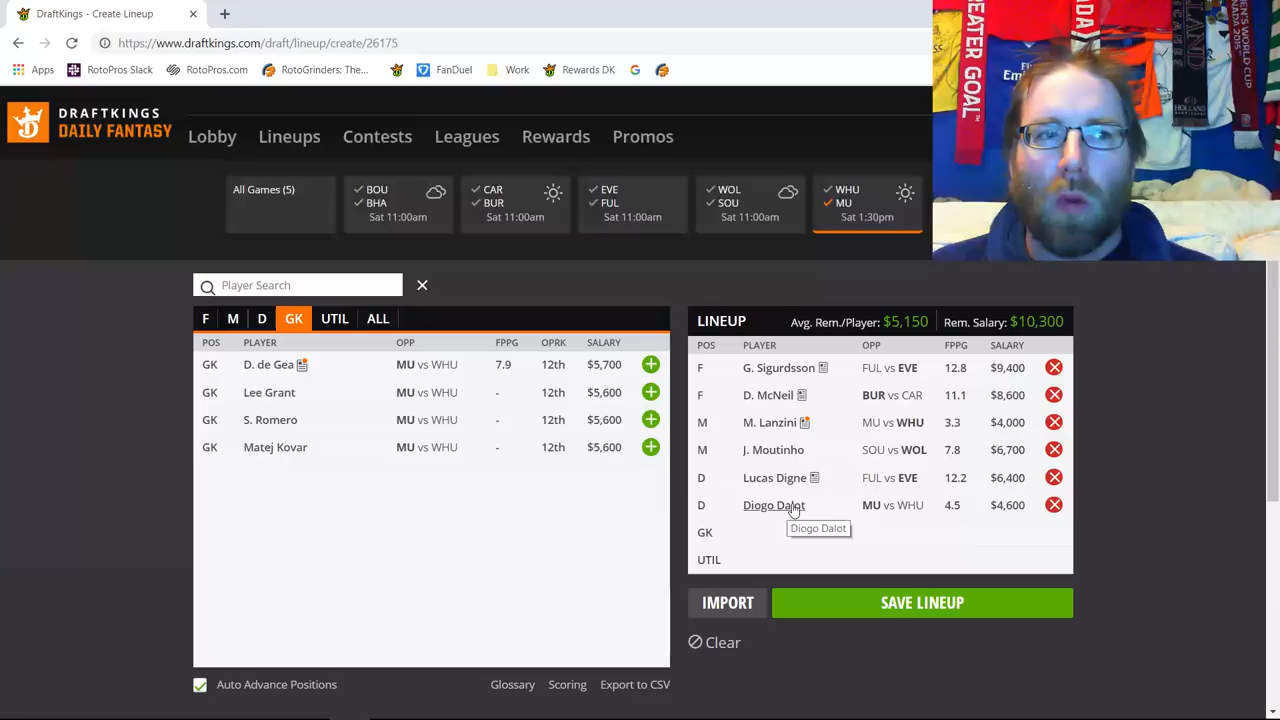 DraftKings - Create Lineup
https://www.draftkings.com/draft/lineup/create/26175
Apps RotoPros Slack RotoPros.com RotoGrinders: The... FanDuel Work Rewards DK
DRAFTKINGS
DAILY FANTASY
Lobby Lineups Contests Leagues Rewards Promos
All Games (5)
BOU
BHA
Sat 11:00am
CAR
BUR
Sat 11:00am
EVE
FUL
Sat 11:00am
WOL
SOU
Sat 11:00am
WHU
MU
Sat 1:30pm
Player Search
F M D GK UTIL ALL
POS PLAYER OPP FPPG OPRK SALARY
GK D. de Gea MU vs WHU 7.9 12th $5,700
GK Lee Grant MU vs WHU - 12th $5,600
GK S. Romero MU vs WHU - 12th $5,600
GK Matej Kovar MU vs WHU - 12th $5,600
Auto Advance Positions
Glossary Scoring Export to CSV
LINEUP Avg. Rem./Player: $5,150 Rem. Salary: $10,300
POS PLAYER OPP FPPG SALARY
F G. Sigurdsson FUL vs EVE 12.8 $9,400
F D. McNeil BUR vs CAR 11.1 $8,600
M M. Lanzini MU vs WHU 3.3 $4,000
M J. Moutinho SOU vs WOL 7.8 $6,700
D Lucas Digne FUL vs EVE 12.2 $6,400
D Diogo Dalot MU vs WHU 4.5 $4,600
Diogo Dalot
GK
UTIL
IMPORT SAVE LINEUP
Clear
EATER GOAL
HOLLAND